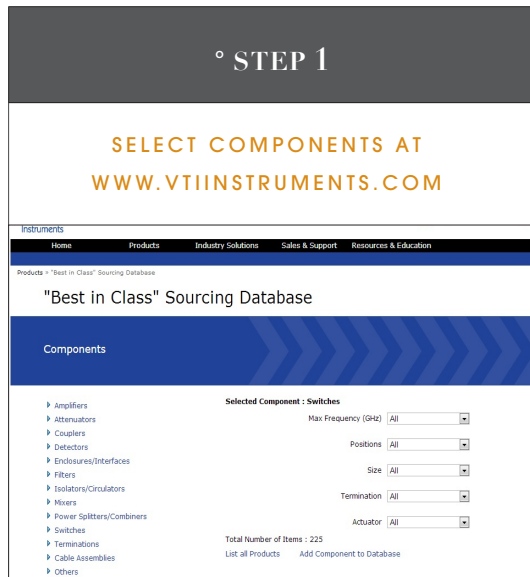 ° STEP 1
SELECT COMPONENTS AT
WWW.VTIINSTRUMENTS.COM
Instruments
Home Products Industry Solutions Sales & Support Resources & Education
Products > "Best in Class" Sourcing Database
"Best in Class" Sourcing Database
Components
Amplifiers
Attenuators
Couplers
Detectors
Enclosures/Interfaces
Filters
Isolators/Circulators
Mixers
Power Splitters/Combiners
Switches
Terminations
Cable Assemblies
Others
Selected Component : Switches
Max Frequency (GHz) All
Positions All
Size All
Termination All
Actuator All
Total Number of Items : 225
List all Products Add Component to Database